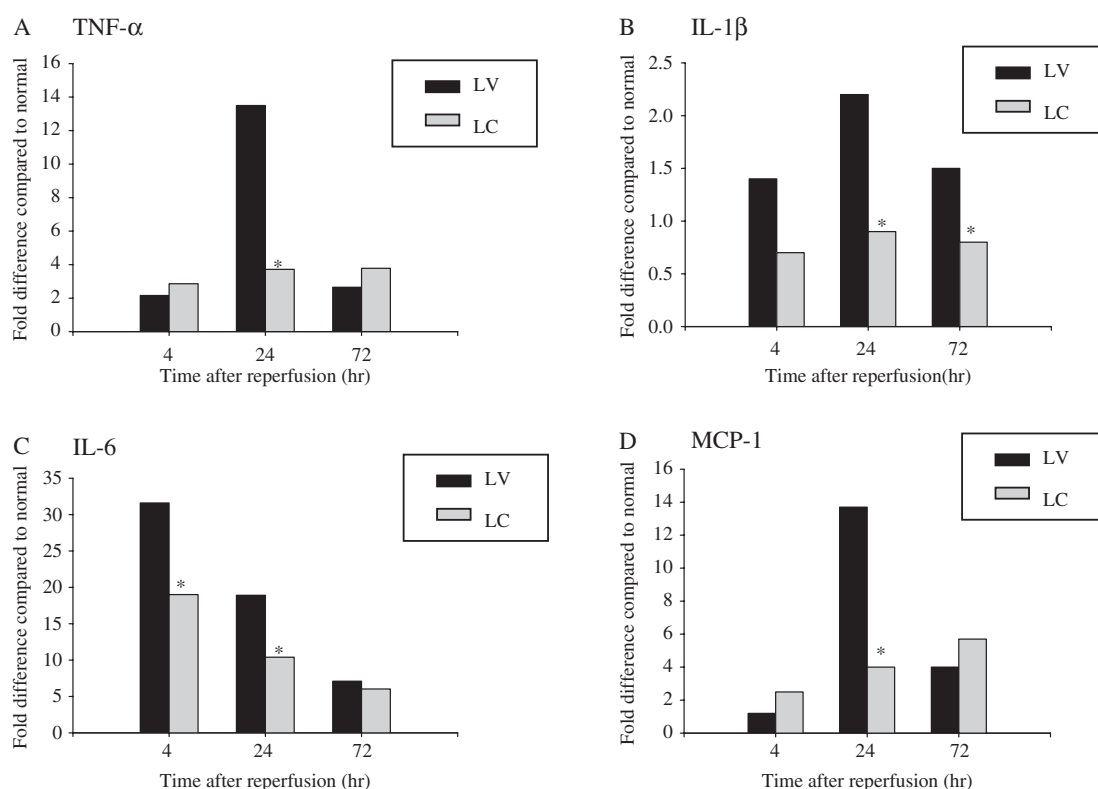 A TNF-α
Fold difference compared to normal
16
14
12
10
8
6
4
2
0
LV
LC
*
4 24 72
Time after reperfusion (hr)
B IL-1β
Fold difference compared to normal
2.5
2.0
1.5
1.0
0.5
0.0
LV
LC
* *
4 24 72
Time after reperfusion(hr)
C IL-6
Fold difference compared to normal
35
30
25
20
15
10
5
0
LV
LC
* *
4 24 72
Time after reperfusion (hr)
D MCP-1
Fold difference compared to normal
16
14
12
10
8
6
4
2
0
LV
LC
*
4 24 72
Time after reperfusion (hr)